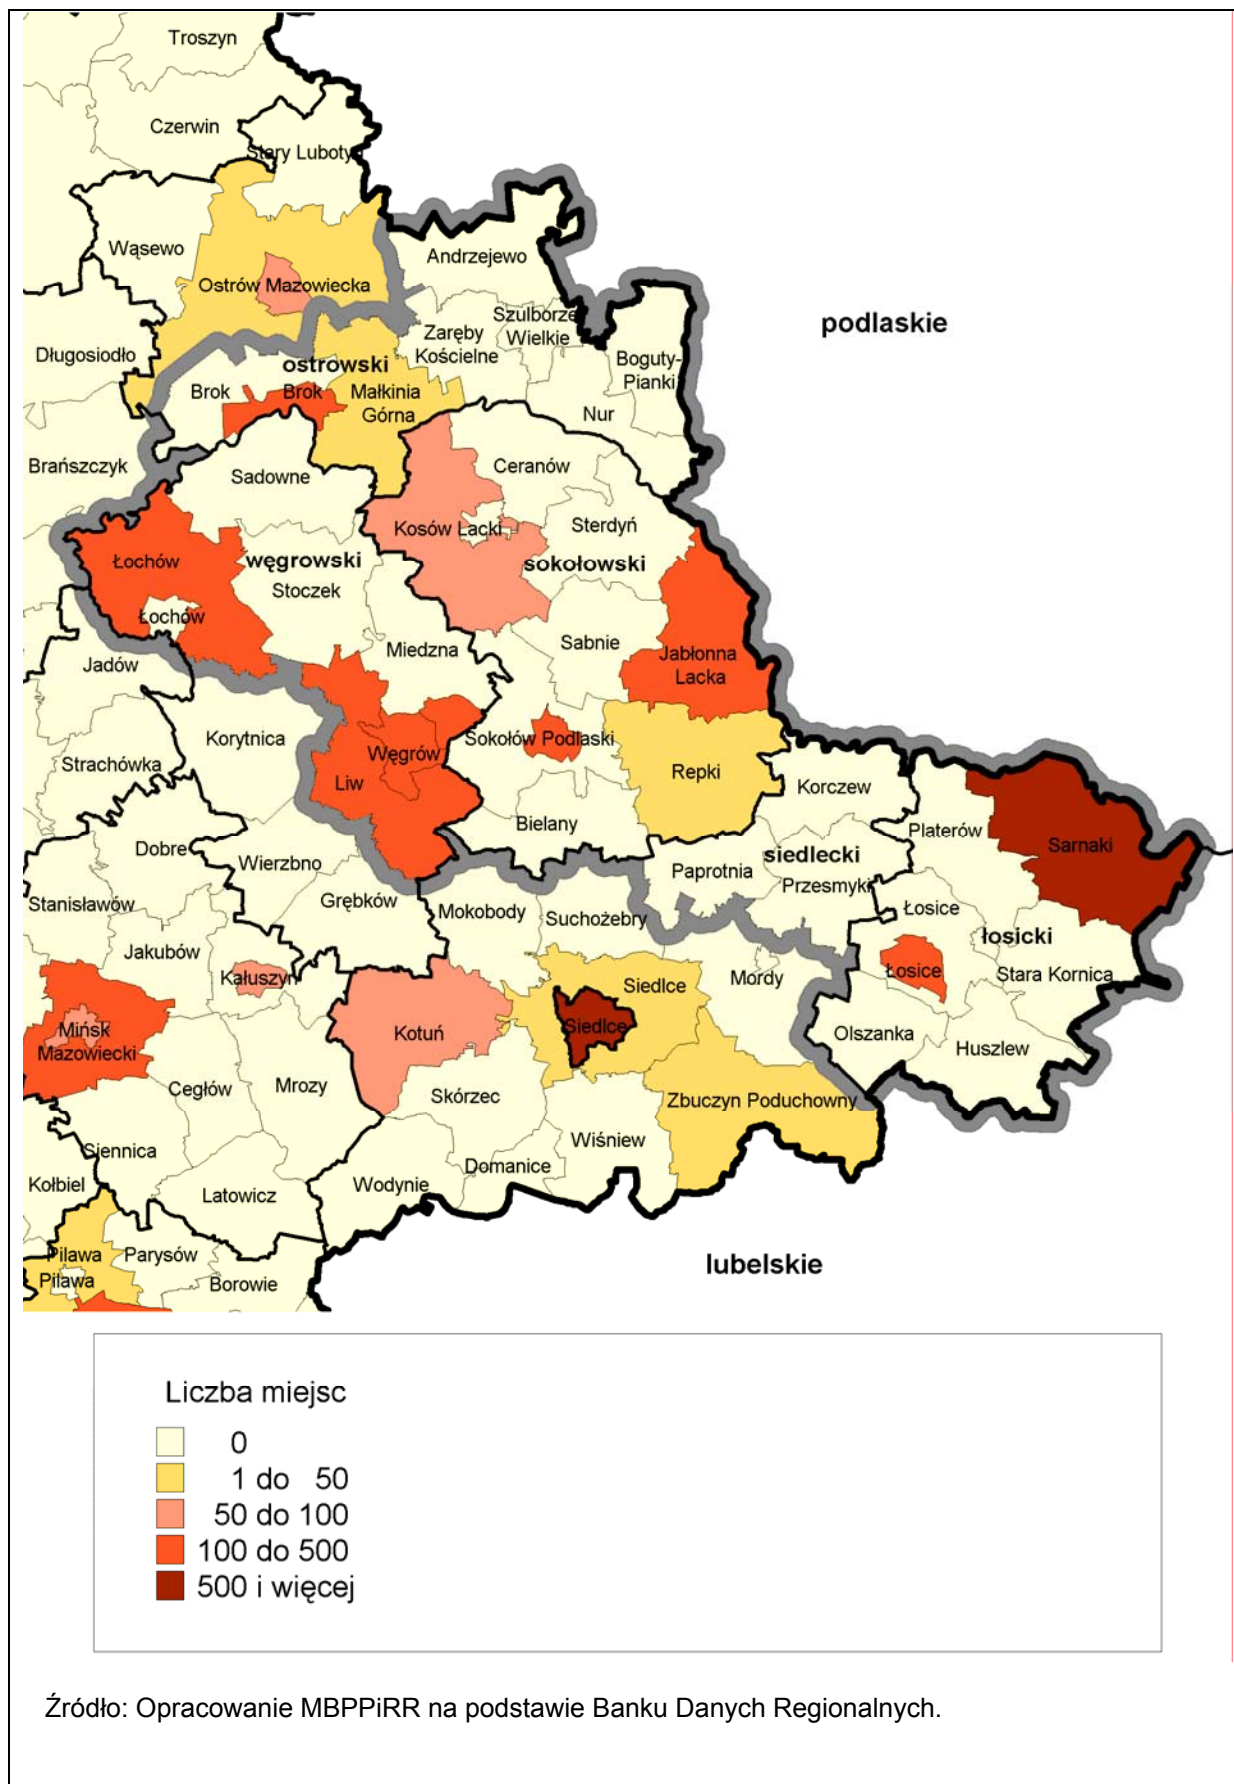 Troszyn
Czerwin
Stary Luboty
Wąsewo
Andrzejewo
Ostrów Mazowiecka
podlaskie
Szulborze
Wielkie
Zaręby
Kościelne
Długosiodło
Boguty-
Pianki
ostrowski
Brok
Brok
Małkinia
Górna
Nur
Brańszczyk
Sadowne
Ceranów
Kosów Lacki
Sterdyń
Łochów
węgrowski
sokołowski
Stoczek
Łochów
Sabnie
Miedzna
Jabłonna
Lacka
Jadów
Korytnica
Sokołów Podlaski
Węgrów
Strachówka
Liw
Repki
Korczew
Bielany
Platerów
Sarnaki
Dobre
Wierzbno
siedlecki
Paprotnia
Przesmyki
Grębków
Stanisławów
Mokobody
Suchożebry
Łosice
łosicki
Jakubów
Kałuszyn
Łosice
Stara Kornica
Mordy
Siedlce
Mińsk
Mazowiecki
Kotuń
Siedlce
Olszanka
Huszlew
Cegłów
Mrozy
Skórzec
Zbuczyn Poduchowny
Siennica
Wiśniew
Domanice
Kołbiel
Latowicz
Wodynie
Pilawa
Parysów
Pilawa
Borowie
lubelskie
Liczba miejsc
0
1 do 50
50 do 100
100 do 500
500 i więcej
Źródło: Opracowanie MBPPiRR na podstawie Banku Danych Regionalnych.